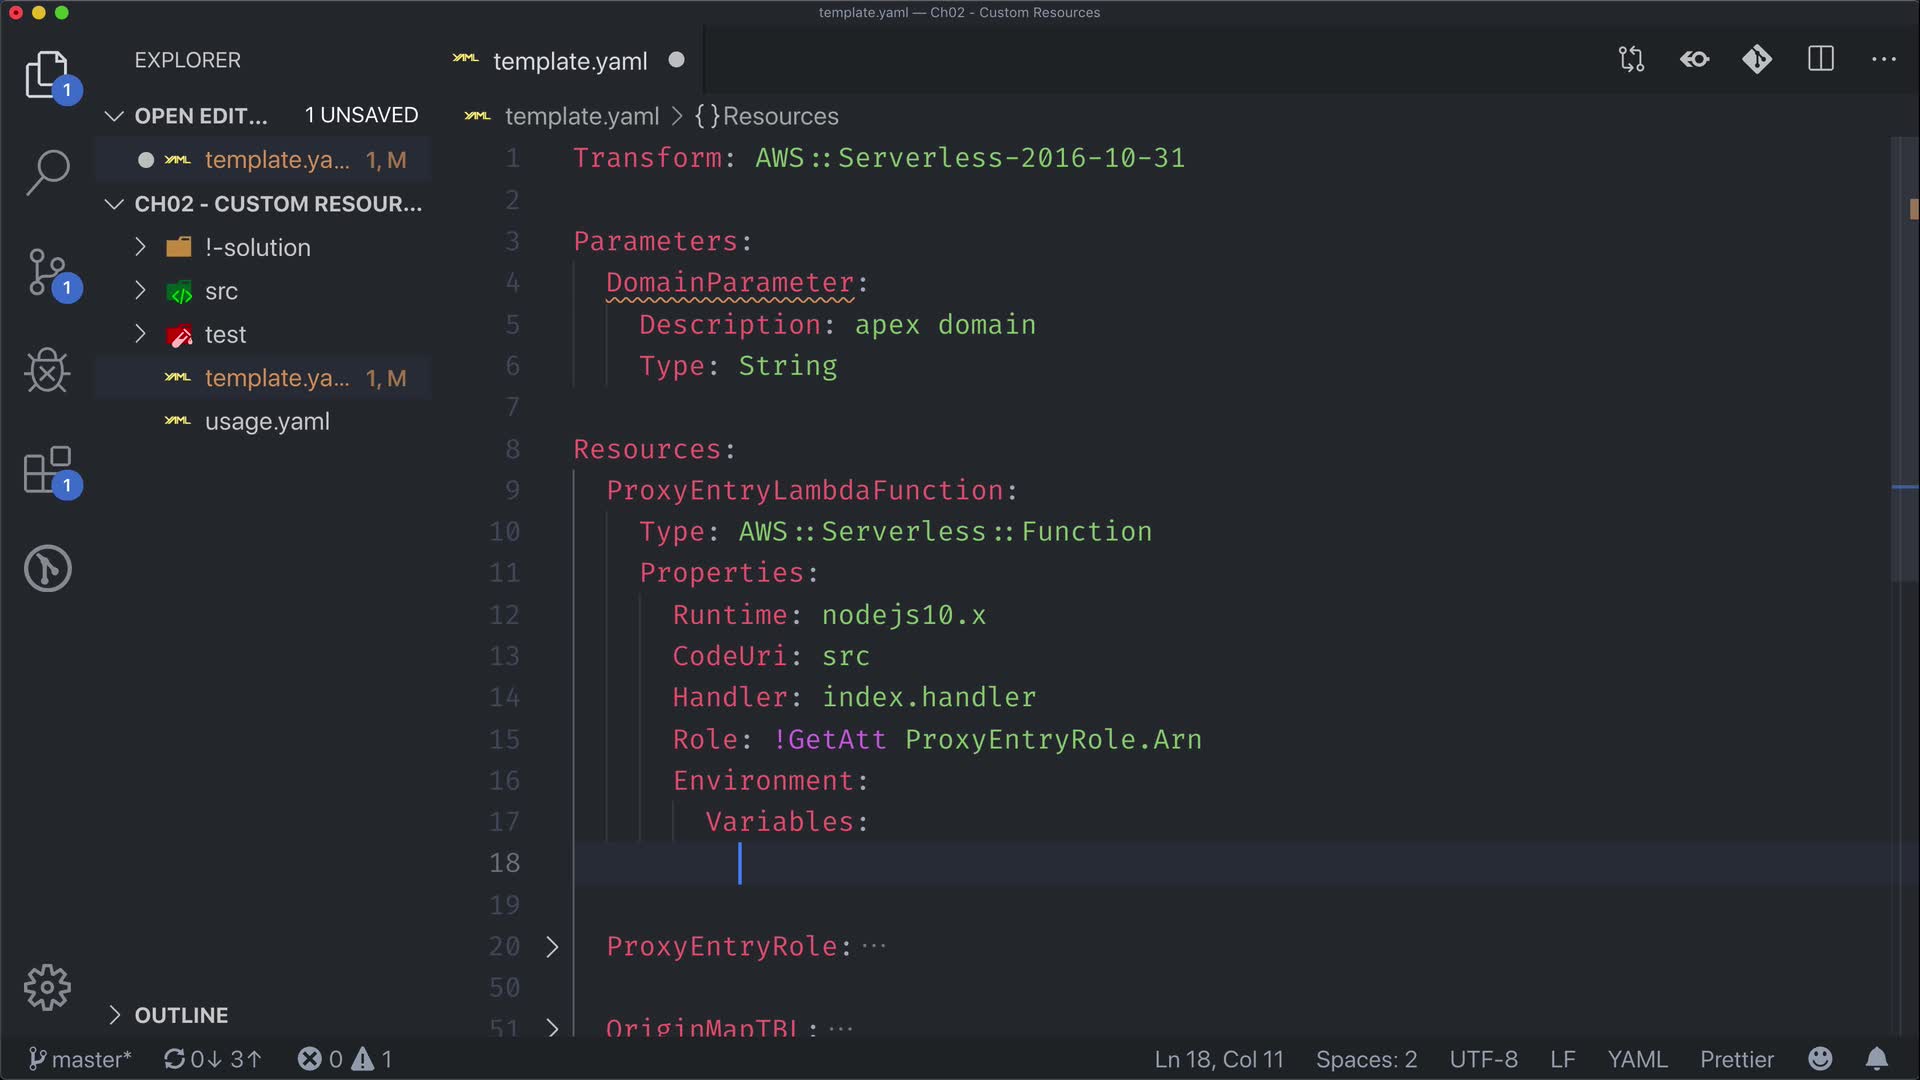 template.yaml — Ch02 - Custom Resources
EXPLORER
1
OPEN EDIT... 1 UNSAVED
YAML template.ya... 1, M
CH02 - CUSTOM RESOUR...
!-solution
1
src
test
YAML template.ya... 1, M
YAML usage.yaml
1
OUTLINE
YAML template.yaml
YAML template.yaml > {} Resources
1 Transform: AWS::Serverless-2016-10-31
2
3 Parameters:
4 DomainParameter:
5 Description: apex domain
6 Type: String
7
8 Resources:
9 ProxyEntryLambdaFunction:
10 Type: AWS::Serverless::Function
11 Properties:
12 Runtime: nodejs10.x
13 CodeUri: src
14 Handler: index.handler
15 Role: !GetAtt ProxyEntryRole.Arn
16 Environment:
17 Variables:
18
19
20 > ProxyEntryRole:...
50
51 > OriginMapTBL:...
master* 0↓ 3↑ 0 1 Ln 18, Col 11 Spaces: 2 UTF-8 LF YAML Prettier